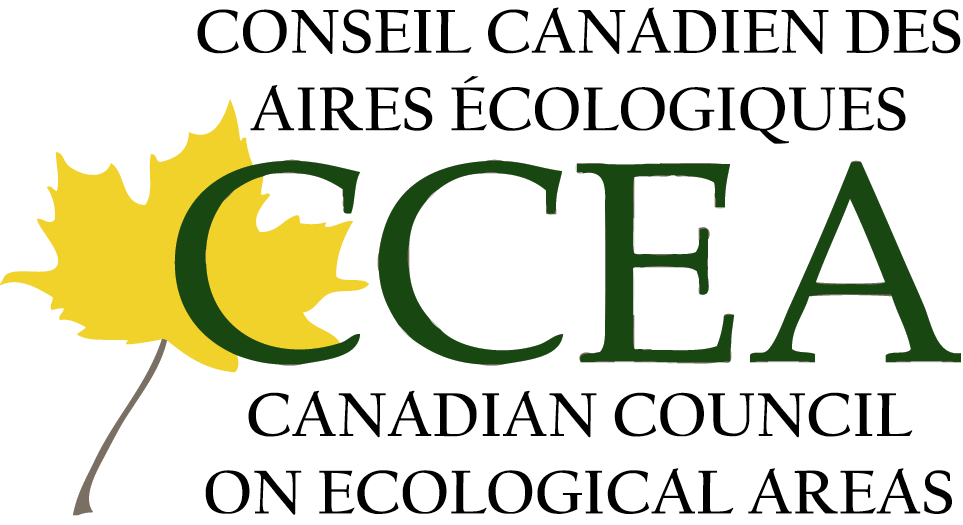 CONSEIL CANADIEN DES
AIRES ÉCOLOGIQUES
CCEA
CANADIAN COUNCIL
ON ECOLOGICAL AREAS